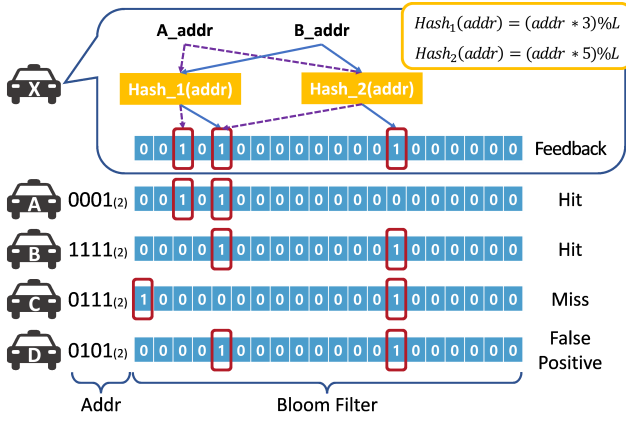 A_addr B_addr
Hash₁(addr) = (addr * 3)%L
Hash₂(addr) = (addr * 5)%L
X
Hash_1(addr) Hash_2(addr)
0 0 1 0 1 0 0 0 0 0 0 0 0 1 0 0 0 0 0 0 Feedback
A 0001(2) 0 0 1 0 1 0 0 0 0 0 0 0 0 0 0 0 0 0 0 0 Hit
B 1111(2) 0 0 0 0 1 0 0 0 0 0 0 0 0 1 0 0 0 0 0 0 Hit
C 0111(2) 1 0 0 0 0 0 0 0 0 0 0 0 0 1 0 0 0 0 0 0 Miss
D 0101(2) 0 0 0 0 1 0 0 0 0 0 0 0 0 1 0 0 0 0 0 0 False
Positive
Addr Bloom Filter